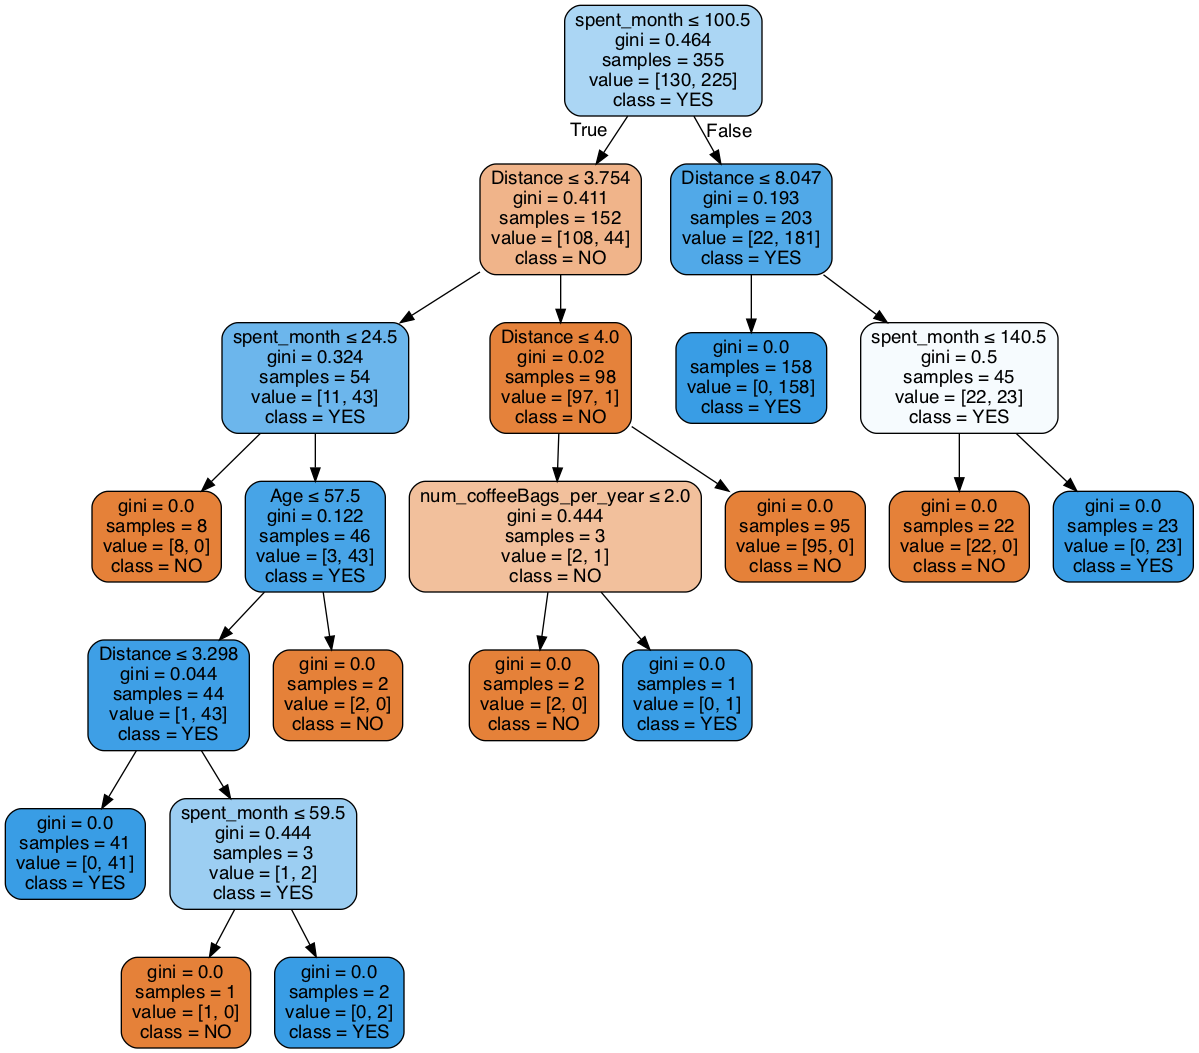 spent_month ≤ 100.5
gini = 0.464
samples = 355
value = [130, 225]
class = YES
True
False
Distance ≤ 3.754
gini = 0.411
samples = 152
value = [108, 44]
class = NO
Distance ≤ 8.047
gini = 0.193
samples = 203
value = [22, 181]
class = YES
spent_month ≤ 24.5
gini = 0.324
samples = 54
value = [11, 43]
class = YES
Distance ≤ 4.0
gini = 0.02
samples = 98
value = [97, 1]
class = NO
gini = 0.0
samples = 158
value = [0, 158]
class = YES
spent_month ≤ 140.5
gini = 0.5
samples = 45
value = [22, 23]
class = YES
gini = 0.0
samples = 8
value = [8, 0]
class = NO
Age ≤ 57.5
gini = 0.122
samples = 46
value = [3, 43]
class = YES
num_coffeeBags_per_year ≤ 2.0
gini = 0.444
samples = 3
value = [2, 1]
class = NO
gini = 0.0
samples = 95
value = [95, 0]
class = NO
gini = 0.0
samples = 22
value = [22, 0]
class = NO
gini = 0.0
samples = 23
value = [0, 23]
class = YES
Distance ≤ 3.298
gini = 0.044
samples = 44
value = [1, 43]
class = YES
gini = 0.0
samples = 2
value = [2, 0]
class = NO
gini = 0.0
samples = 2
value = [2, 0]
class = NO
gini = 0.0
samples = 1
value = [0, 1]
class = YES
gini = 0.0
samples = 41
value = [0, 41]
class = YES
spent_month ≤ 59.5
gini = 0.444
samples = 3
value = [1, 2]
class = YES
gini = 0.0
samples = 1
value = [1, 0]
class = NO
gini = 0.0
samples = 2
value = [0, 2]
class = YES